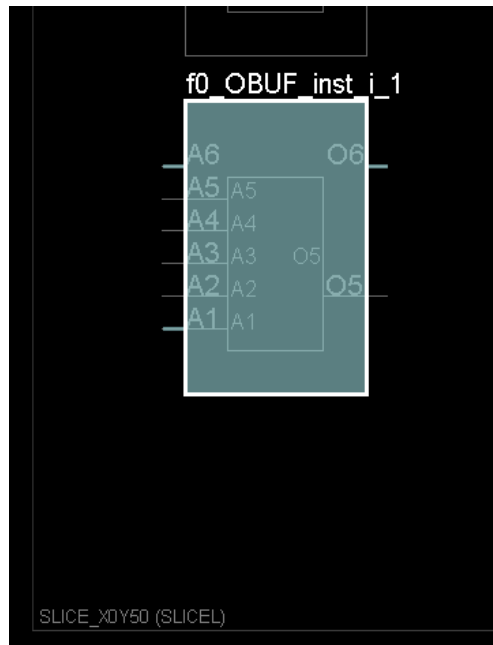 f0_OBUF_inst_i_1
A6 O6
A5 A5
A4 A4
A3 A3 O5
A2 A2 O5
A1 A1
SLICE_X0Y50 (SLICEL)